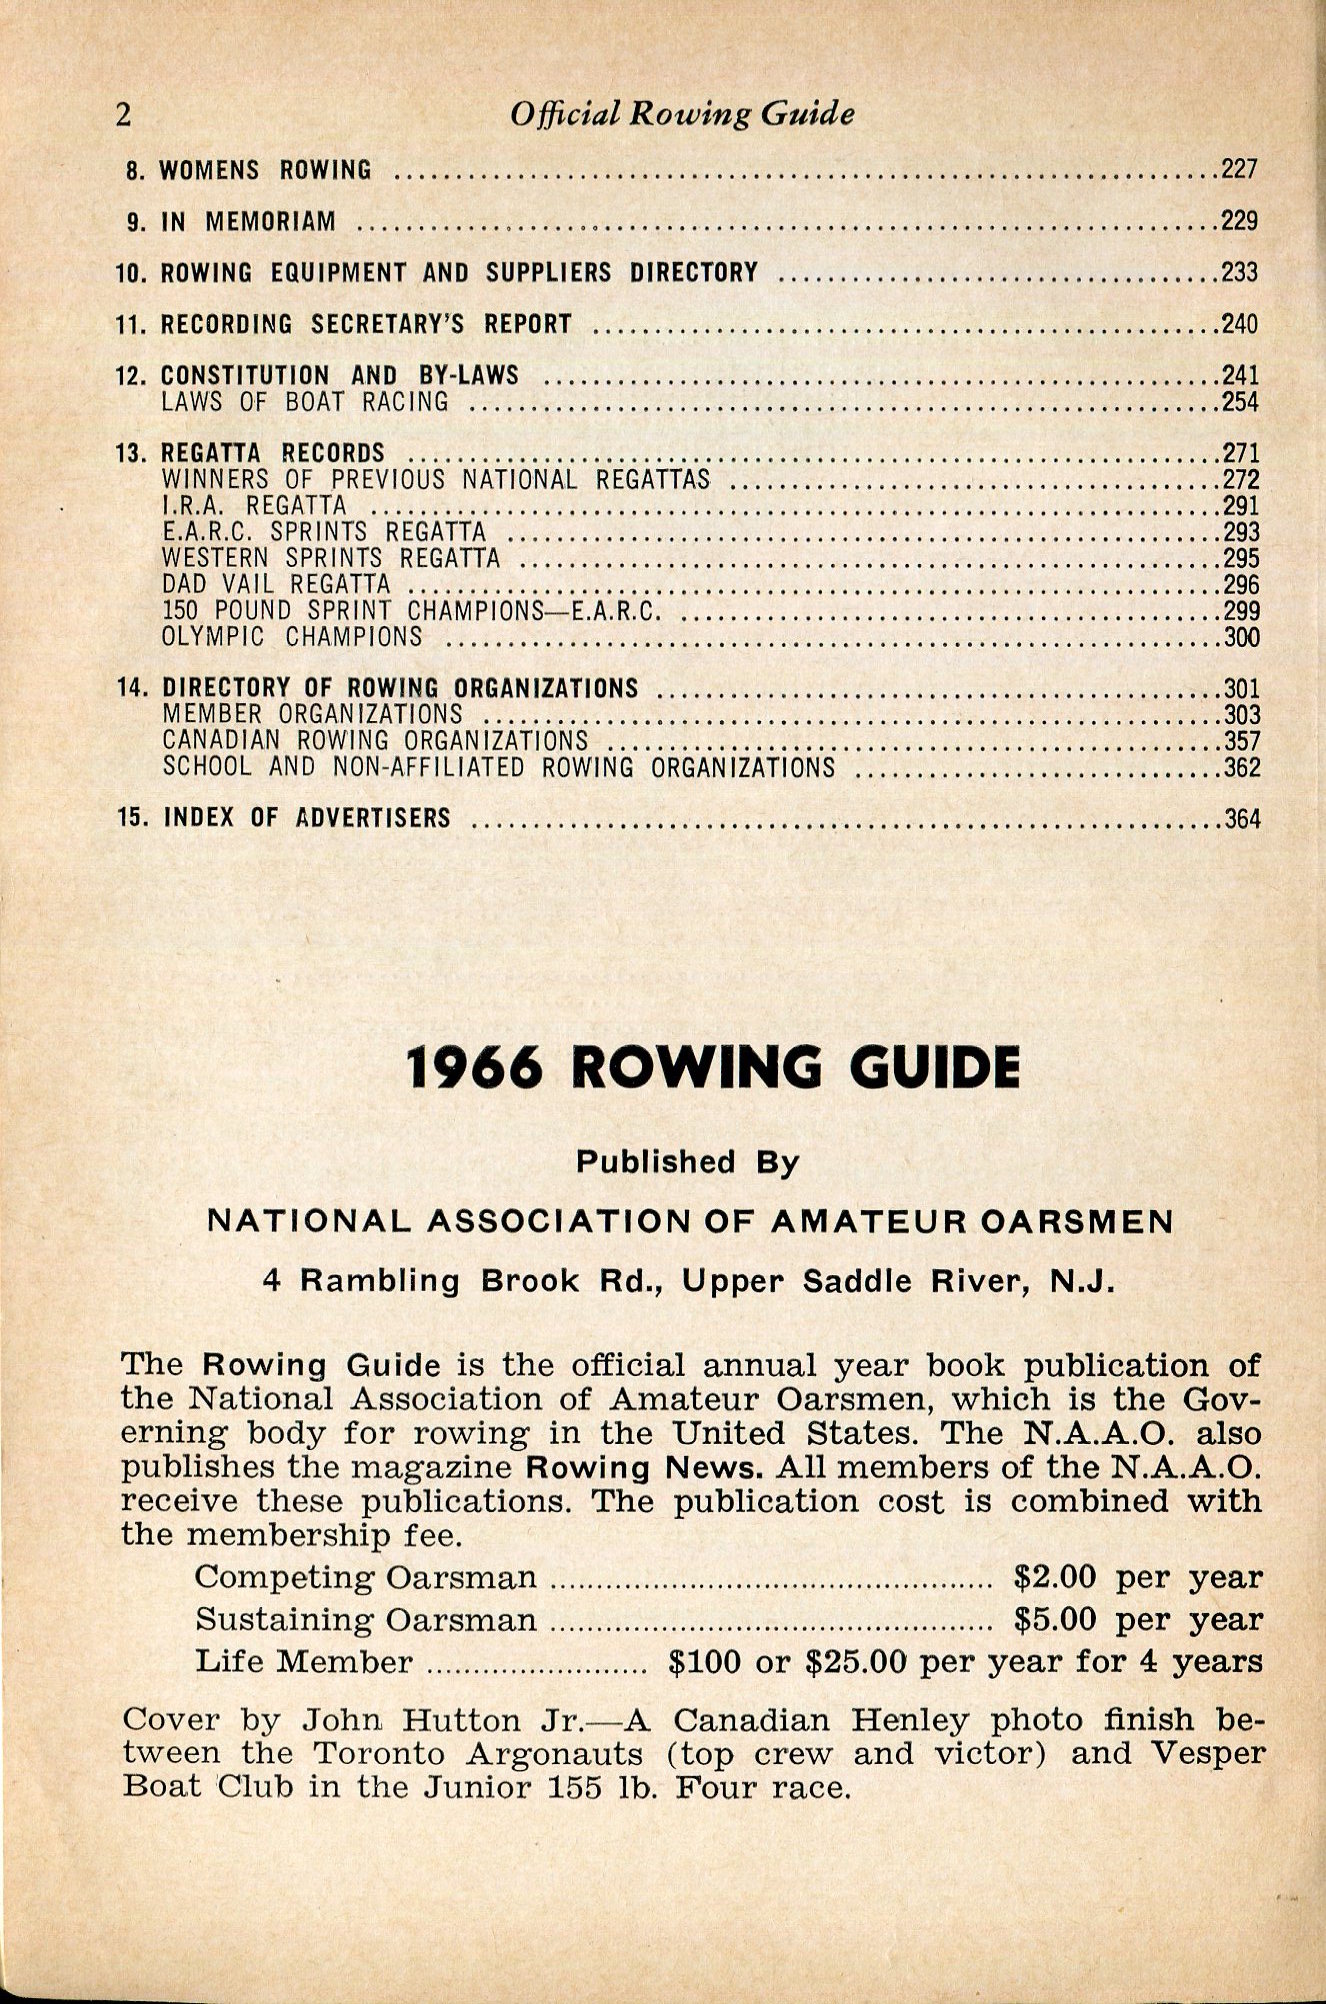 2 Official Rowing Guide
8. WOMENS ROWING ........................................ 227
9. IN MEMORIAM ........................................ 229
10. ROWING EQUIPMENT AND SUPPLIERS DIRECTORY ........................................ 233
11. RECORDING SECRETARY'S REPORT ........................................ 240
12. CONSTITUTION AND BY-LAWS ........................................ 241
LAWS OF BOAT RACING ........................................ 254
13. REGATTA RECORDS ........................................ 271
WINNERS OF PREVIOUS NATIONAL REGATTAS ........................................ 272
I.R.A. REGATTA ........................................ 291
E.A.R.C. SPRINTS REGATTA ........................................ 293
WESTERN SPRINTS REGATTA ........................................ 295
DAD VAIL REGATTA ........................................ 296
150 POUND SPRINT CHAMPIONS—E.A.R.C. ........................................ 299
OLYMPIC CHAMPIONS ........................................ 300
14. DIRECTORY OF ROWING ORGANIZATIONS ........................................ 301
MEMBER ORGANIZATIONS ........................................ 303
CANADIAN ROWING ORGANIZATIONS ........................................ 357
SCHOOL AND NON-AFFILIATED ROWING ORGANIZATIONS ........................................ 362
15. INDEX OF ADVERTISERS ........................................ 364
1966 ROWING GUIDE
Published By
NATIONAL ASSOCIATION OF AMATEUR OARSMEN
4 Rambling Brook Rd., Upper Saddle River, N.J.
The Rowing Guide is the official annual year book publication of
the National Association of Amateur Oarsmen, which is the Gov-
erning body for rowing in the United States. The N.A.A.O. also
publishes the magazine Rowing News. All members of the N.A.A.O.
receive these publications. The publication cost is combined with
the membership fee.
Competing Oarsman ........................................ $2.00 per year
Sustaining Oarsman ........................................ $5.00 per year
Life Member ........................ $100 or $25.00 per year for 4 years
Cover by John Hutton Jr.—A Canadian Henley photo finish be-
tween the Toronto Argonauts (top crew and victor) and Vesper
Boat Club in the Junior 155 lb. Four race.